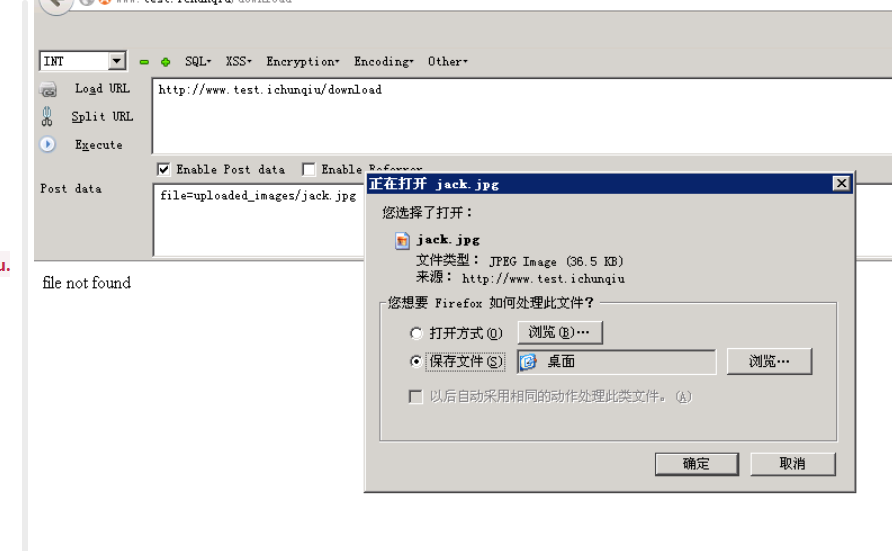 INT SQL▾ XSS▾ Encryption▾ Encoding▾ Other▾
Load URL http://www.test.ichunqiu/download
Split URL
Execute
Enable Post data Enable Referrer
Post data file=uploaded_images/jack.jpg
正在打开 jack.jpg
您选择了打开：
jack.jpg
文件类型： JPEG Image (36.5 KB)
来源： http://www.test.ichunqiu
u.
file not found
您想要 Firefox 如何处理此文件？
打开方式(O) 浏览(B)…
保存文件(S) 桌面 浏览…
以后自动采用相同的动作处理此类文件。(A)
确定 取消